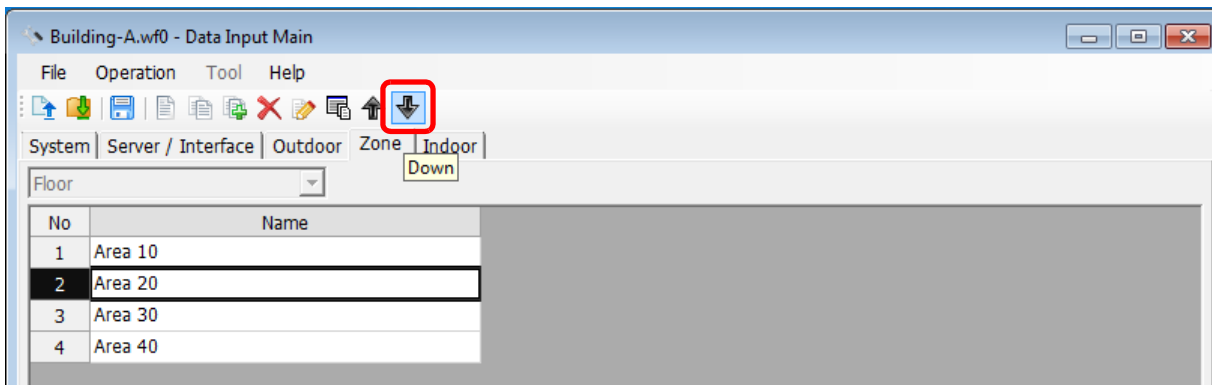 Building-A.wf0 - Data Input Main
File Operation Tool Help
System Server / Interface Outdoor Zone Indoor
Down
Floor
No Name
1 Area 10
2 Area 20
3 Area 30
4 Area 40